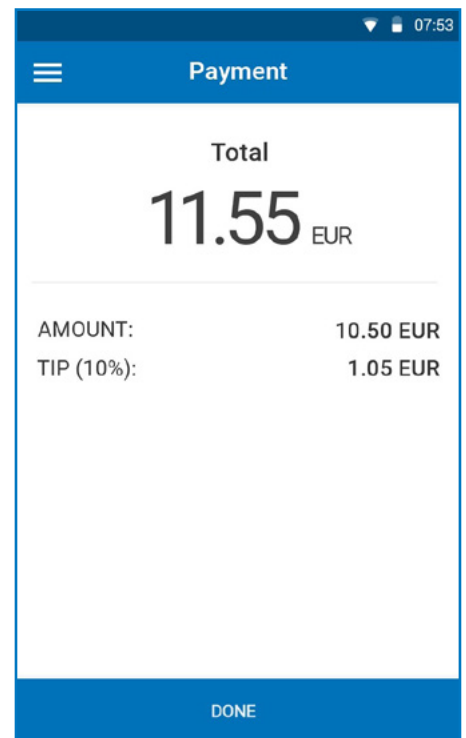 07:53
Payment
Total
11.55 EUR
AMOUNT: 10.50 EUR
TIP (10%): 1.05 EUR
DONE